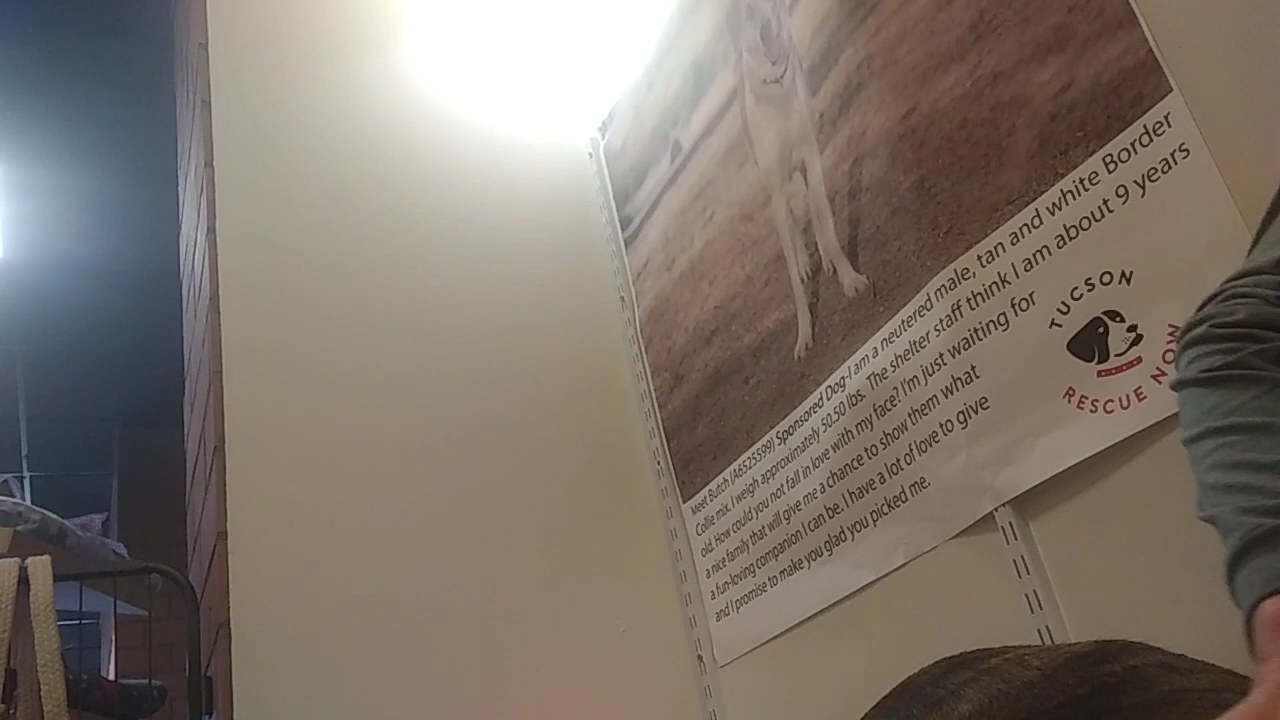 Meet Butch (A6525599) Sponsored Dog-I am a neutered male, tan and white Border
Collie mix. I weigh approximately 50.50 lbs. The shelter staff think I am about 9 years
old. How could you not fall in love with my face? I'm just waiting for
a nice family that will give me a chance to show them what
a fun-loving companion I can be. I have a lot of love to give
and I promise to make you glad you picked me.
TUCSON
RESCUE NOW